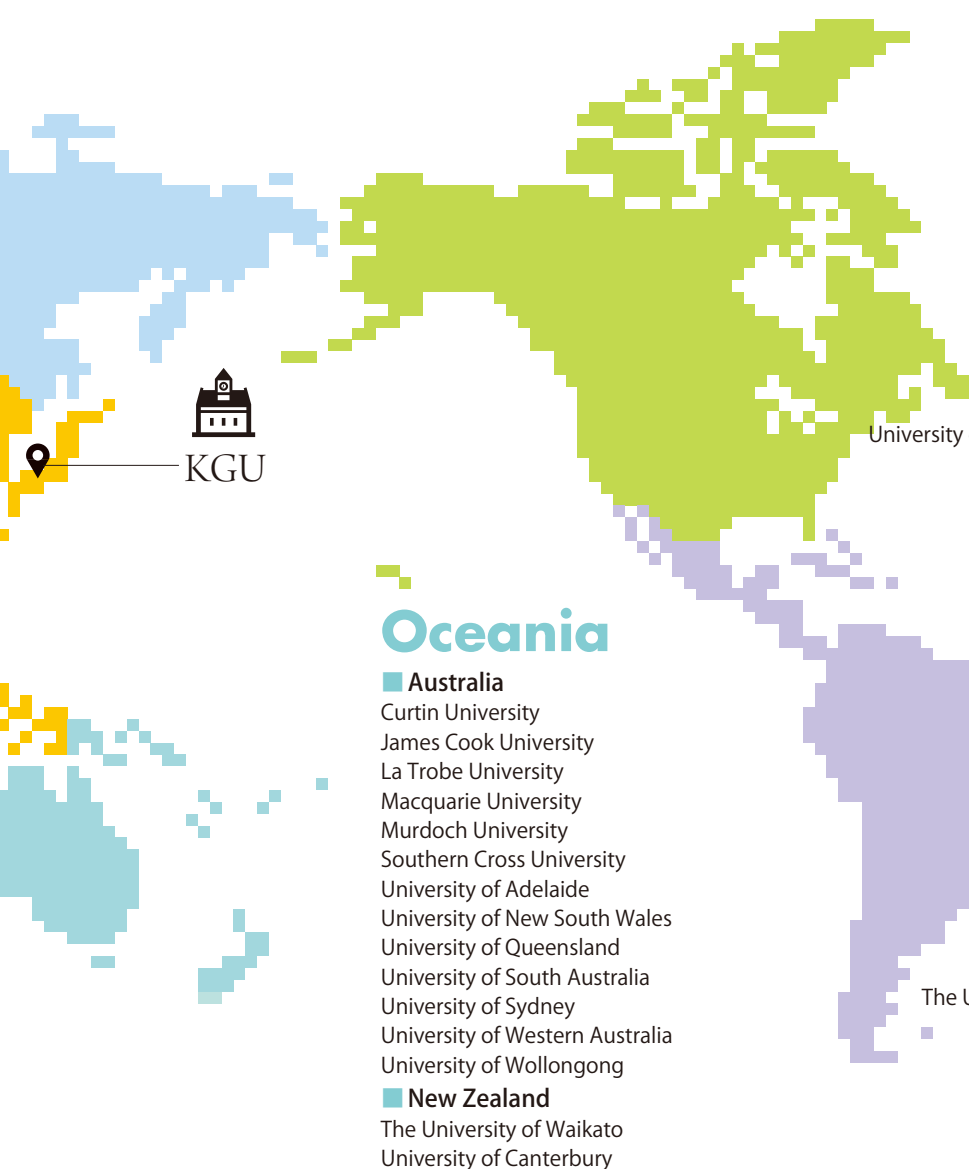 KGU
University
Oceania
Australia
Curtin University
James Cook University
La Trobe University
Macquarie University
Murdoch University
Southern Cross University
University of Adelaide
University of New South Wales
University of Queensland
University of South Australia
University of Sydney
University of Western Australia
University of Wollongong
New Zealand
The University of Waikato
University of Canterbury
The U